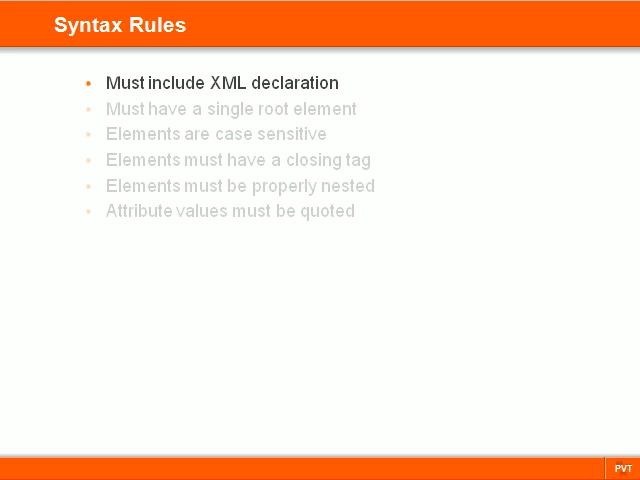 Syntax Rules
• Must include XML declaration
• Must have a single root element
• Elements are case sensitive
• Elements must have a closing tag
• Elements must be properly nested
• Attribute values must be quoted
PVT